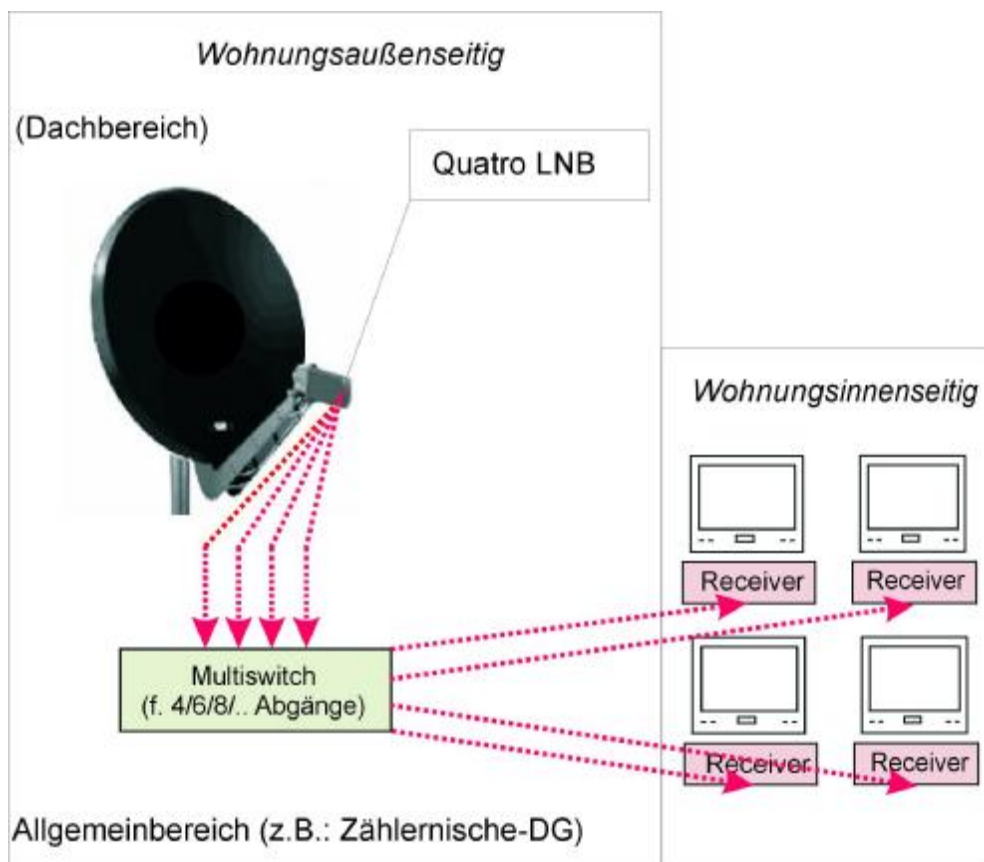 Wohnungsaußenseitig
(Dachbereich)
Quatro LNB
Wohnungsinnenseitig
Receiver
Receiver
Multiswitch
(f. 4/6/8/.. Abgänge)
Receiver
Receiver
Allgemeinbereich (z.B.: Zählernische-DG)